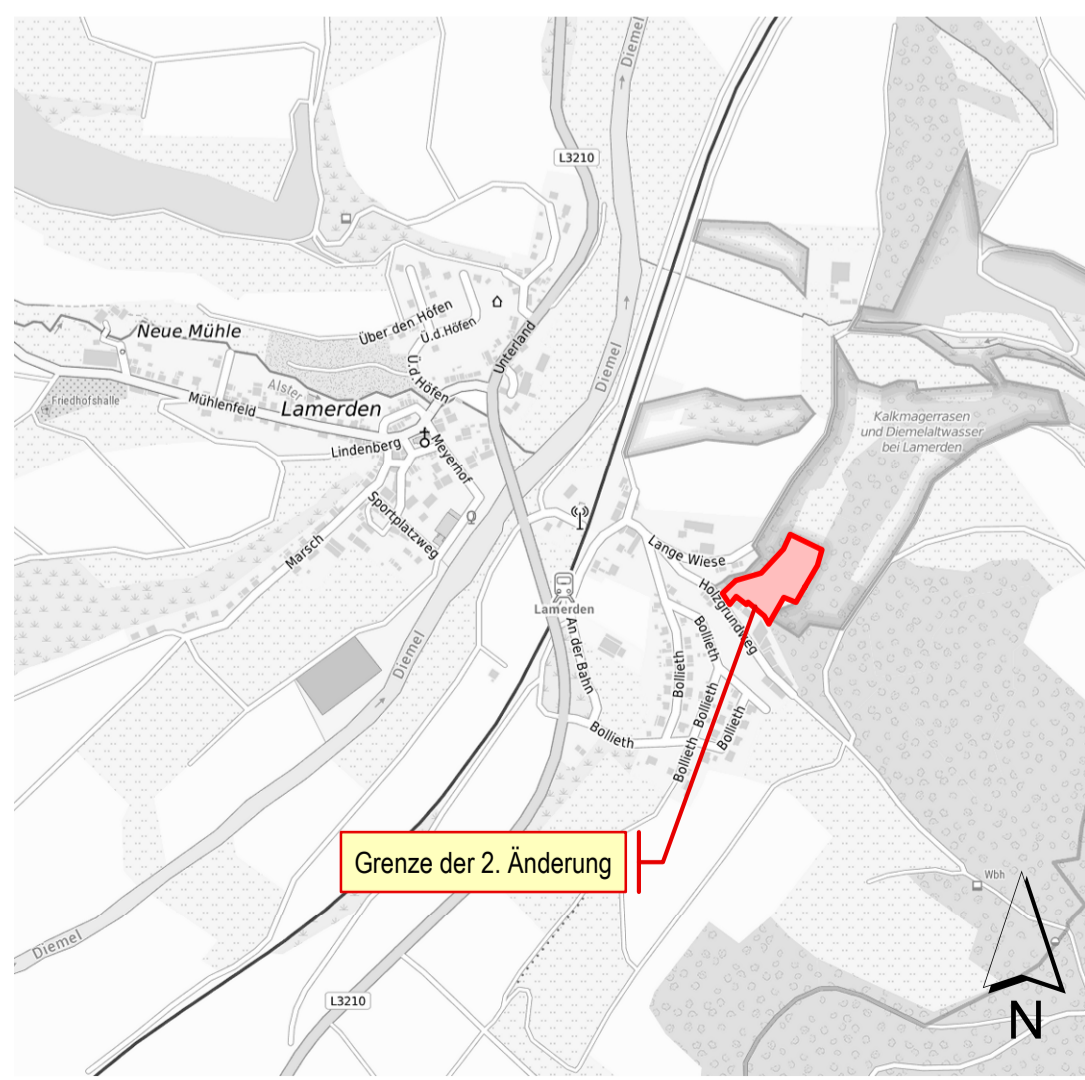 Diemel
Diemel
L3210
Über den Höfen
Ü.d.Höfen
Ü.d.Höfen
Unterland
Neue Mühle
Alster
Friedhofshalle
Mühlenfeld
Lamerden
Lindenberg
Meyerhof
Sportplatzweg
Marsch
Diemel
Kalkmagerrasen
und Diemelaltwasser
bei Lamerden
Lange Wiese
Holzgrundweg
Lamerden
An der Bahn
Bollieth
Bollieth
Bollieth
Bollieth
Bollieth
Bollieth
Diemel
Grenze der 2. Änderung
Wbh
Diemel
L3210
N